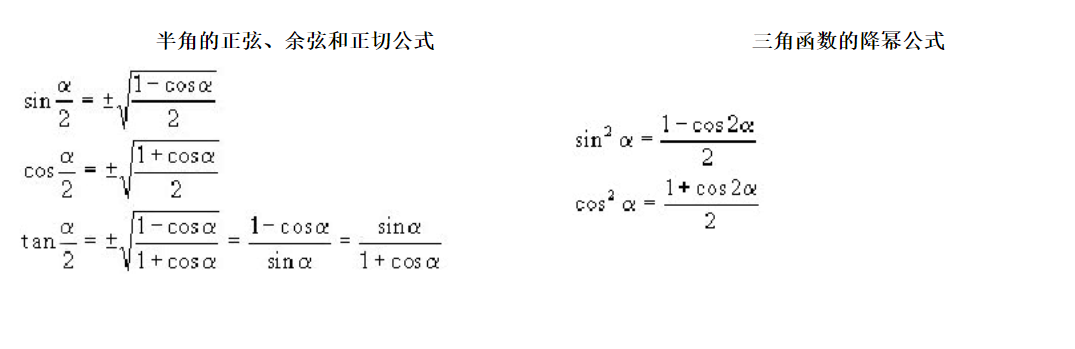 半角的正弦、余弦和正切公式
sin α/2 = ±√((1-cosα)/2)
cos α/2 = ±√((1+cosα)/2)
tan α/2 = ±√((1-cosα)/(1+cosα)) = (1-cosα)/sinα = sinα/(1+cosα)
三角函数的降幂公式
sin² α = (1-cos2α)/2
cos² α = (1+cos2α)/2